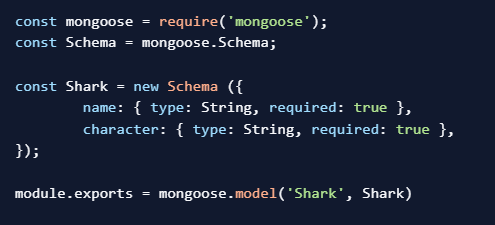 const mongoose = require('mongoose');
const Schema = mongoose.Schema;

const Shark = new Schema ({
        name: { type: String, required: true },
        character: { type: String, required: true },
});

module.exports = mongoose.model('Shark', Shark)